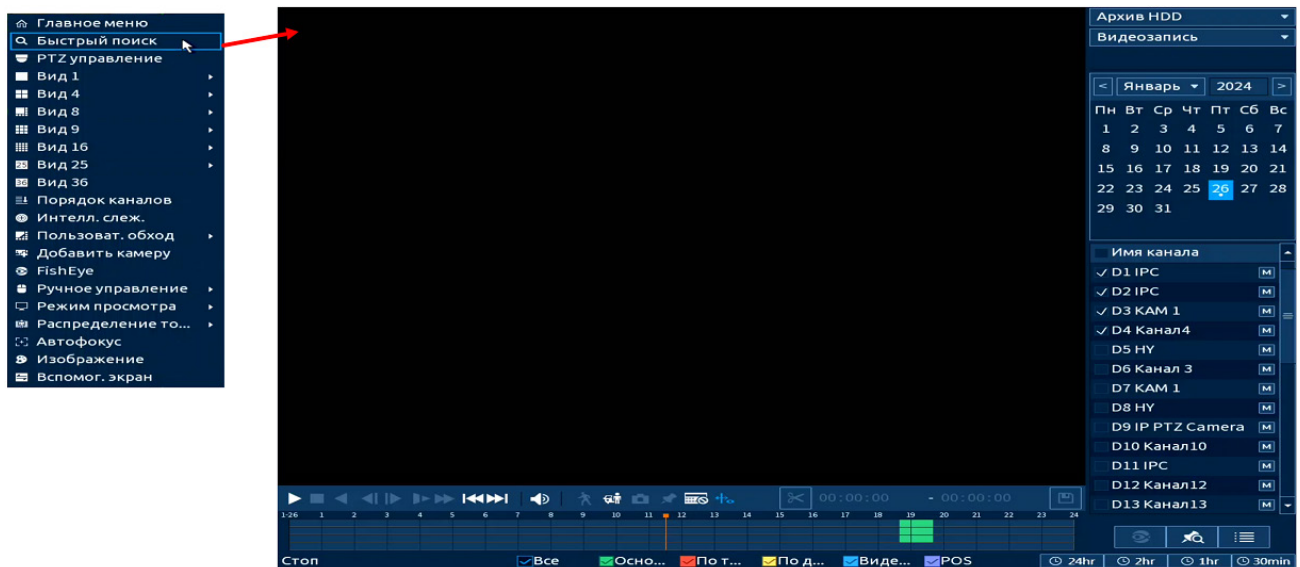 Главное меню
Быстрый поиск
PTZ управление
Вид 1
Вид 4
Вид 8
Вид 9
Вид 16
25 Вид 25
36 Вид 36
Порядок каналов
Интелл. слеж.
Пользоват. обход
Добавить камеру
FishEye
Ручное управление
Режим просмотра
Распределение то...
Автофокус
Изображение
Вспомог. экран
Архив HDD
Видеозапись
< Январь 2024 >
Пн Вт Ср Чт Пт Сб Вс
1 2 3 4 5 6 7
8 9 10 11 12 13 14
15 16 17 18 19 20 21
22 23 24 25 26 27 28
29 30 31
Имя канала
D1 IPC M
D2 IPC M
D3 KAM 1 M
D4 Канал4 M
D5 HY M
D6 Канал 3 M
D7 KAM 1 M
D8 HY M
D9 IP PTZ Camera M
D10 Канал10 M
D11 IPC M
D12 Канал12 M
D13 Канал13 M
00:00:00 - 00:00:00
1-26 1 2 3 4 5 6 7 8 9 10 11 12 13 14 15 16 17 18 19 20 21 22 23 24
Стоп Все Осно... По т... По д... Виде... POS 24hr 2hr 1hr 30min